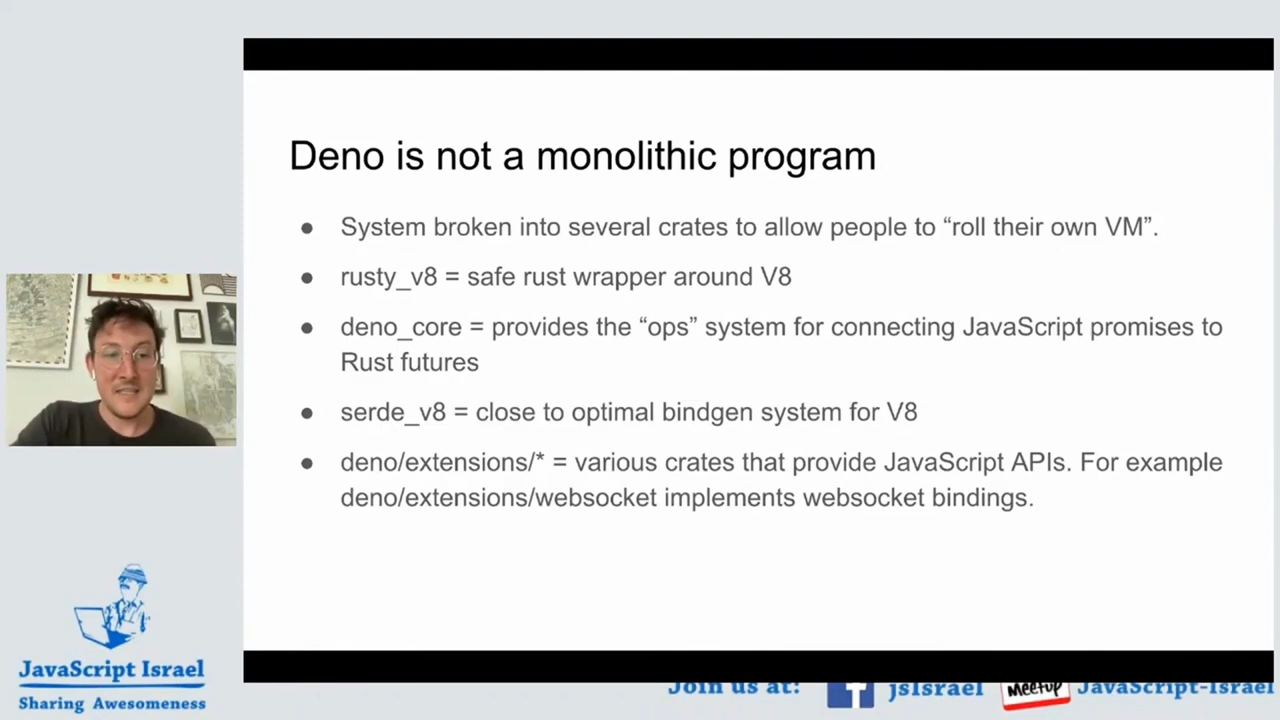 Deno is not a monolithic program
● System broken into several crates to allow people to “roll their own VM”.
● rusty_v8 = safe rust wrapper around V8
● deno_core = provides the “ops” system for connecting JavaScript promises to
Rust futures
● serde_v8 = close to optimal bindgen system for V8
● deno/extensions/* = various crates that provide JavaScript APIs. For example
deno/extensions/websocket implements websocket bindings.
JavaScript Israel
Sharing Awesomeness
Join us at: f jsIsrael Meetup JavaScript-Israel